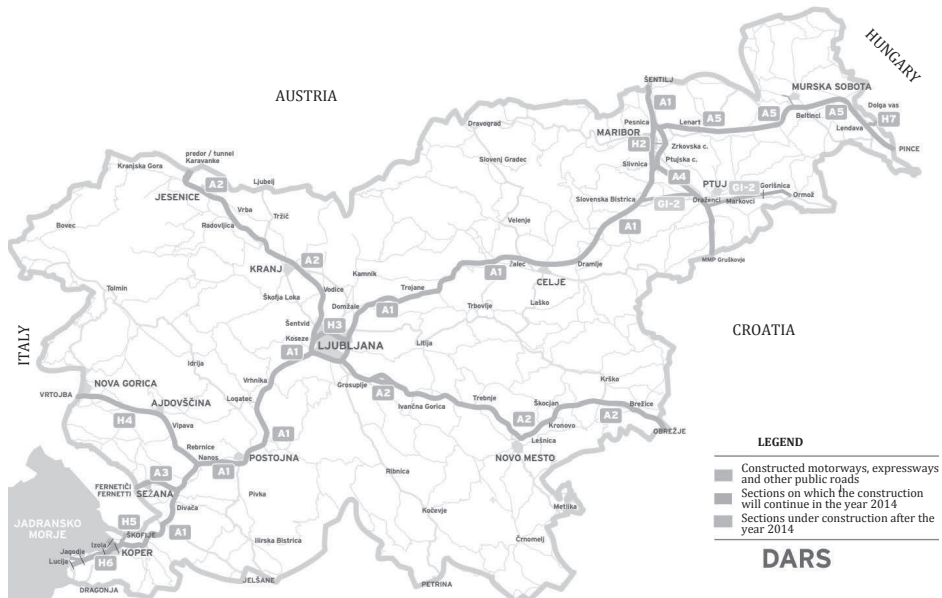 AUSTRIA
HUNGARY
ITALY
CROATIA
ŠENTILJ
A1
Pesnica
MARIBOR
H2
Lenart
A5
A5
MURSKA SOBOTA
Beltinci
A5
Dolga vas
H7
Lendava
PINCE
Zrkovska c.
Ptujska c.
Slivnica
A4
PTUJ
GI-2
Gorišnica
Ormož
Slovenska Bistrica
GI-2
Draženci
Markovci
A1
MMP Gruškovje
Dravograd
Slovenj Gradec
Velenje
predor / tunnel
Karavanke
Kranjska Gora
A2
Ljubelj
JESENICE
Vrba
Tržič
Radovljica
Bovec
KRANJ
A2
Kamnik
Vodice
Škofja Loka
Domžale
Trojane
A1
A1
Žalec
Dramlje
CELJE
Tolmin
Šentvid
H3
Koseze
LJUBLJANA
A1
Trbovlje
Laško
Litija
Idrija
Vrhnika
Grosuplje
A2
NOVA GORICA
VRTOJBA
AJDOVŠČINA
Logatec
Ivančna Gorica
Trebnje
Škocjan
Krško
Brežice
A2
A2
Kronovo
OBREŽJE
Lešnica
NOVO MESTO
H4
Vipava
A1
Rebrnice
Nanos
A1
POSTOJNA
Ribnica
A3
FERNETIČI
FERNETTI
SEŽANA
Pivka
Divača
Kočevje
Metlika
JADRANSKO
MORJE
H5
ŠKOFIJE
A1
Izola
KOPER
Jagodje
Lucija
H6
Ilirska Bistrica
Črnomelj
DRAGONJA
JELŠANE
PETRINA
LEGEND
Constructed motorways, expressways
and other public roads
Sections on which the construction
will continue in the year 2014
Sections under construction after the
year 2014
DARS